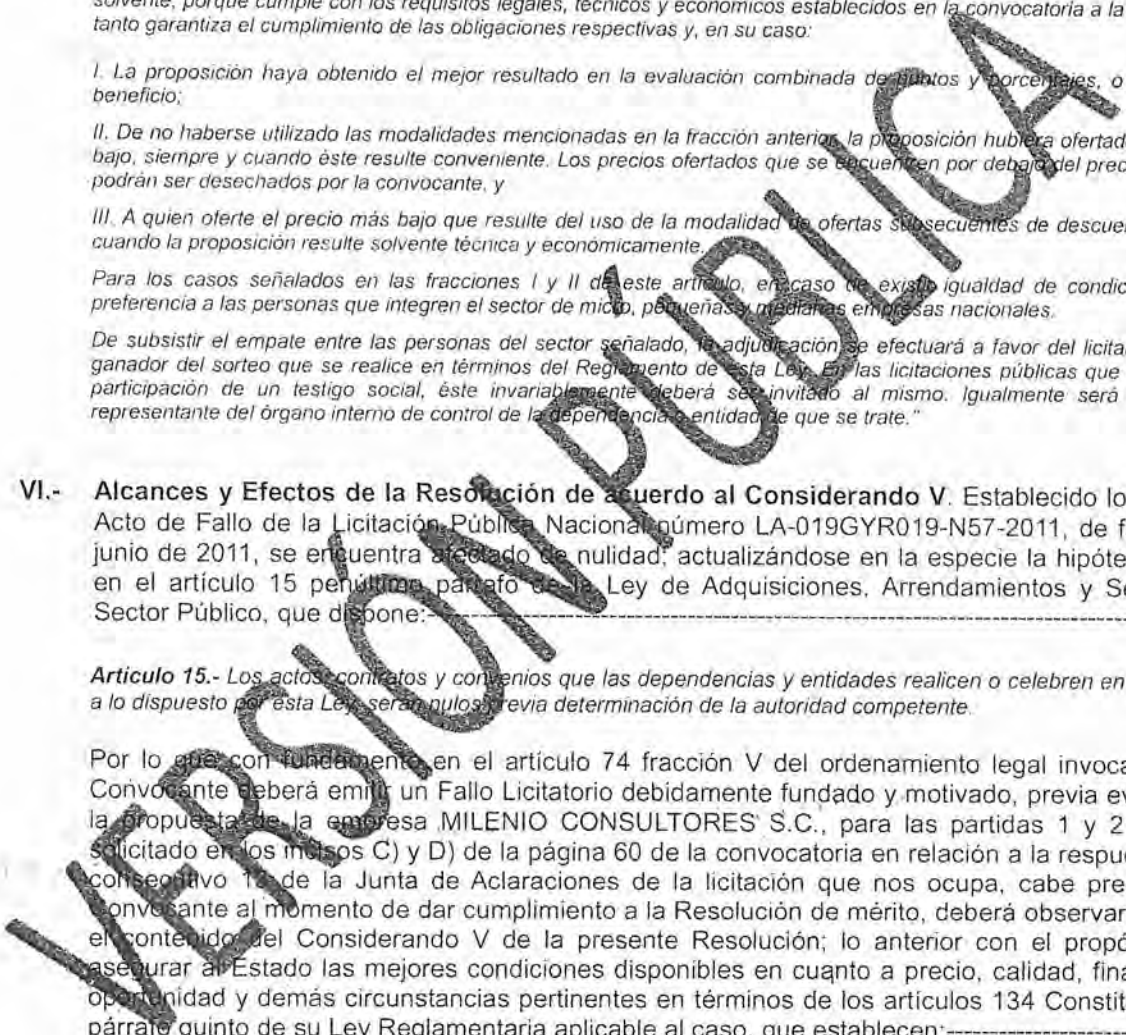 solvente, porque cumple con los requisitos legales, técnicos y económicos establecidos en la convocatoria a la
tanto garantiza el cumplimiento de las obligaciones respectivas y, en su caso:
I. La proposición haya obtenido el mejor resultado en la evaluación combinada de puntos y porcentajes, o
beneficio;
II. De no haberse utilizado las modalidades mencionadas en la fracción anterior, la proposición hubiera ofertad
bajo, siempre y cuando éste resulte conveniente. Los precios ofertados que se encuentren por debajo del prec
podrán ser desechados por la convocante, y
III. A quien oferte el precio más bajo que resulte del uso de la modalidad de ofertas subsecuentes de descue
cuando la proposición resulte solvente técnica y económicamente.
Para los casos señalados en las fracciones I y II de este artículo, en caso de existir igualdad de condic
preferencia a las personas que integren el sector de micro, pequeñas y medianas empresas nacionales.
De subsistir el empate entre las personas del sector señalado, la adjudicación se efectuará a favor del licita
ganador del sorteo que se realice en términos del Reglamento de esta Ley. En las licitaciones públicas que
participación de un testigo social, éste invariablemente deberá ser invitado al mismo. Igualmente será
representante del órgano interno de control de la dependencia o entidad de que se trate."
VI.- Alcances y Efectos de la Resolución de acuerdo al Considerando V. Establecido lo
Acto de Fallo de la Licitación Pública Nacional número LA-019GYR019-N57-2011, de f
junio de 2011, se encuentra afectado de nulidad; actualizándose en la especie la hipóte
en el artículo 15 penúltimo párrafo de la Ley de Adquisiciones, Arrendamientos y Se
Sector Público, que dispone:-----------------------------------------------
Artículo 15.- Los actos, contratos y convenios que las dependencias y entidades realicen o celebren en
a lo dispuesto por esta Ley, serán nulos previa determinación de la autoridad competente.
Por lo que con fundamento en el artículo 74 fracción V del ordenamiento legal invoca
Convocante deberá emitir un Fallo Licitatorio debidamente fundado y motivado, previa ev
la propuesta de la empresa MILENIO CONSULTORES S.C., para las partidas 1 y 2
solicitado en los incisos C) y D) de la página 60 de la convocatoria en relación a la respue
consecutivo de la Junta de Aclaraciones de la licitación que nos ocupa, cabe pre
Convocante al momento de dar cumplimiento a la Resolución de mérito, deberá observar
el contenido del Considerando V de la presente Resolución; lo anterior con el propó
asegurar al Estado las mejores condiciones disponibles en cuanto a precio, calidad, fina
oportunidad y demás circunstancias pertinentes en términos de los artículos 134 Constit
párrafo quinto de su Ley Reglamentaria aplicable al caso, que establecen:-----------------
VERSIÓN PÚBLICA